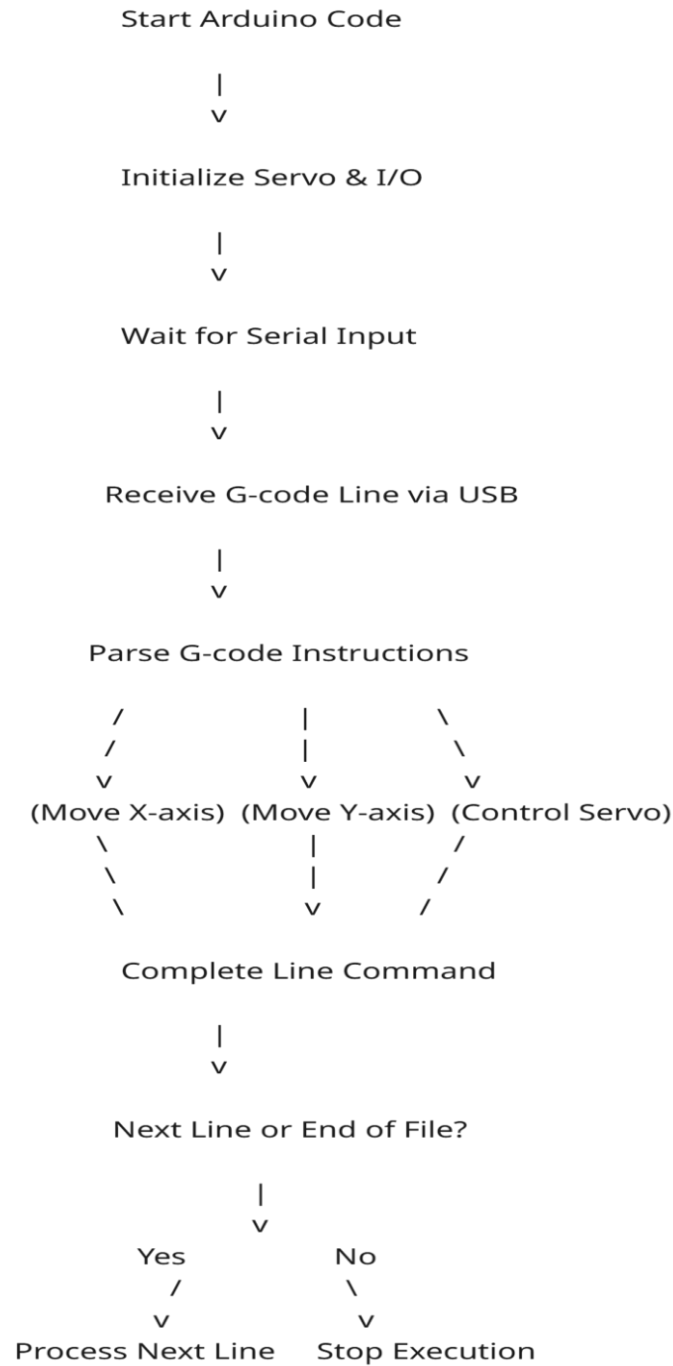 Start Arduino Code
|
v
Initialize Servo & I/O
|
v
Wait for Serial Input
|
v
Receive G-code Line via USB
|
v
Parse G-code Instructions
/ | \
/ | \
v v v
(Move X-axis) (Move Y-axis) (Control Servo)
\ | /
\ | /
\ v /
Complete Line Command
|
v
Next Line or End of File?
|
v
Yes No
/ \
v v
Process Next Line Stop Execution